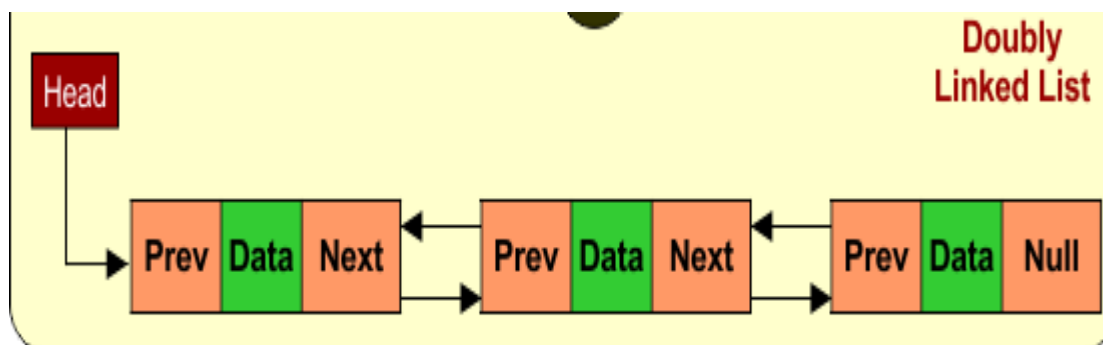 Doubly
Linked List
Head
Prev Data Next
Prev Data Next
Prev Data Null